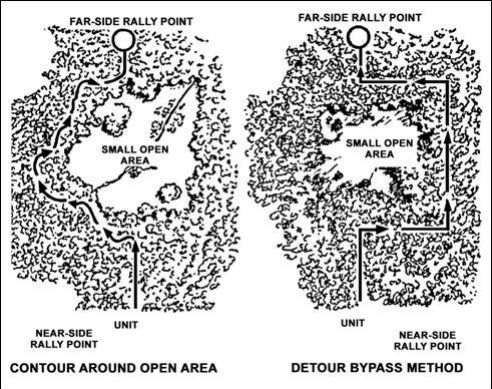 FAR-SIDE RALLY POINT
SMALL OPEN
AREA
UNIT
NEAR-SIDE
RALLY POINT
CONTOUR AROUND OPEN AREA
FAR-SIDE RALLY POINT
SMALL OPEN
AREA
UNIT
NEAR-SIDE
RALLY POINT
DETOUR BYPASS METHOD